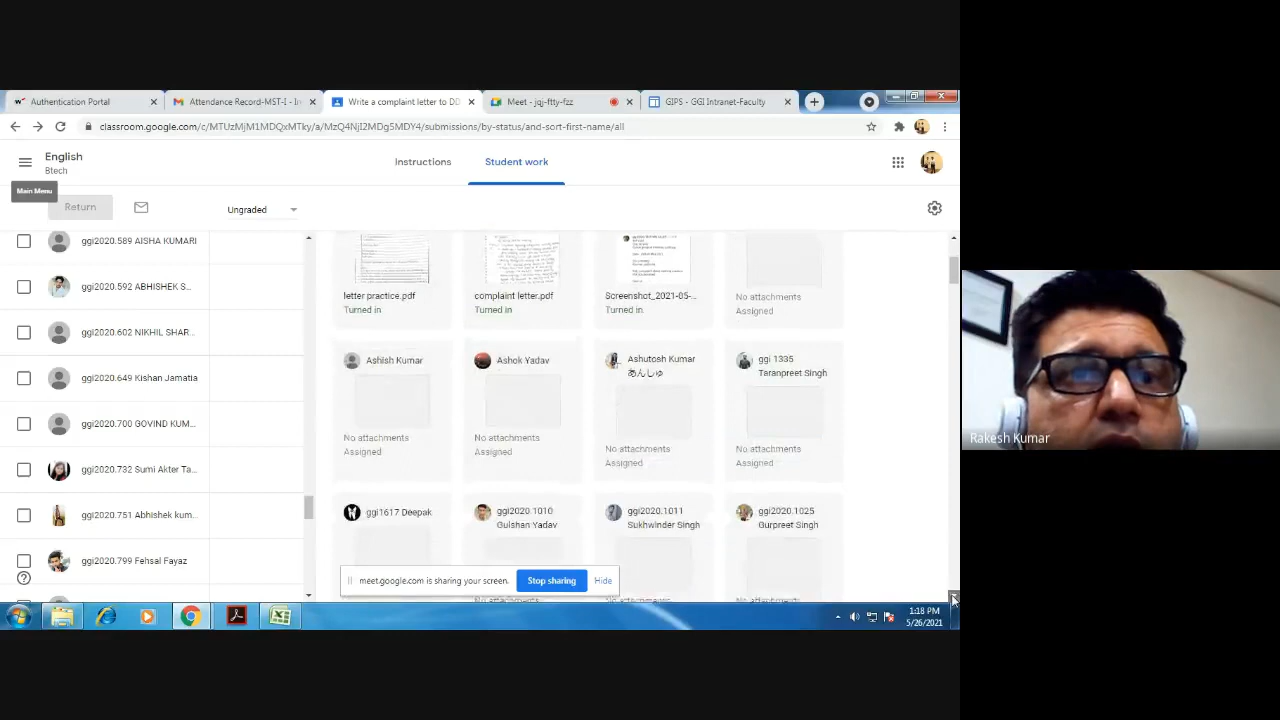 Authentication Portal
Attendance Record-MST-I - In
Write a complaint letter to DD
Meet - jqj-ftty-fzz
GIPS - GGI Intranet-Faculty
classroom.google.com/c/MTUzMjM1MDQxMTky/a/MzQ4NjI2MDg5MDY4/submissions/by-status/and-sort-first-name/all
English
Btech
Instructions
Student work
Main Menu
Return
Ungraded
ggi2020.589 AISHA KUMARI
ggi2020.592 ABHISHEK S...
ggi2020.602 NIKHIL SHAR...
ggi2020.649 Kishan Jamatia
ggi2020.700 GOVIND KUM...
ggi2020.732 Sumi Akter Ta...
ggi2020.751 Abhishek kum...
ggi2020.799 Fehsal Fayaz
letter practice.pdf
Turned in
complaint letter.pdf
Turned in
Screenshot_2021-05-...
Turned in
No attachments
Assigned
Ashish Kumar
No attachments
Assigned
Ashok Yadav
No attachments
Assigned
Ashutosh Kumar
あんしゅ
No attachments
Assigned
ggi 1335
Taranpreet Singh
No attachments
Assigned
ggi1617 Deepak
ggi2020.1010
Gulshan Yadav
ggi2020.1011
Sukhwinder Singh
ggi2020.1025
Gurpreet Singh
meet.google.com is sharing your screen.
Stop sharing
Hide
1:18 PM
5/26/2021
Rakesh Kumar